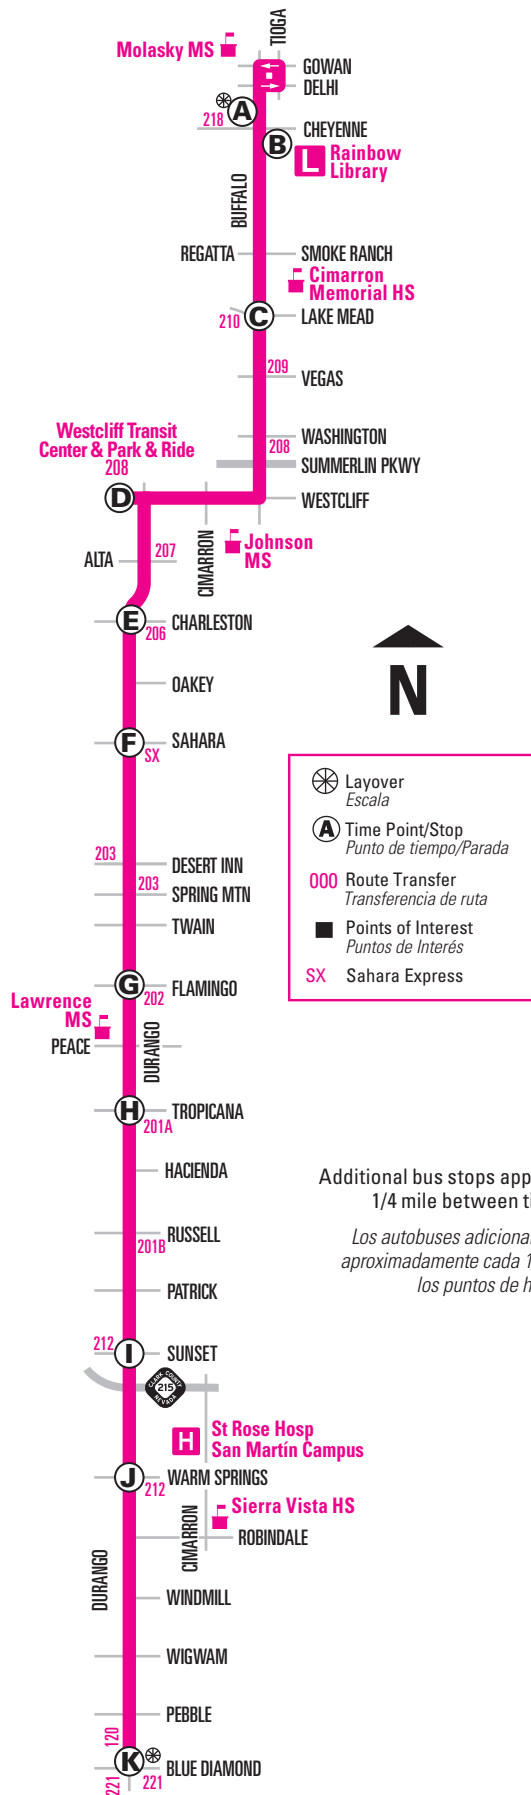 TIOGA
Molasky MS
GOWAN
DELHI
A
218
CHEYENNE
B
L
Rainbow
Library
BUFFALO
REGATTA
SMOKE RANCH
Cimarron
Memorial HS
210
C
LAKE MEAD
209
VEGAS
WASHINGTON
208
SUMMERLIN PKWY
Westcliff Transit
Center & Park & Ride
208
D
WESTCLIFF
CIMARRON
Johnson
MS
ALTA
207
E
CHARLESTON
206
N
OAKEY
F
SAHARA
SX
Layover
Escala
A
Time Point/Stop
Punto de tiempo/Parada
000
Route Transfer
Transferencia de ruta
Points of Interest
Puntos de Interés
SX
Sahara Express
203
DESERT INN
203
SPRING MTN
TWAIN
G
FLAMINGO
202
Lawrence
MS
PEACE
DURANGO
H
TROPICANA
201A
HACIENDA
Additional bus stops app
1/4 mile between ti
Los autobuses adiciona
aproximadamente cada 1
los puntos de h
RUSSELL
201B
PATRICK
212
I
SUNSET
CLARK COUNTY
215
NEVADA
H
St Rose Hosp
San Martín Campus
J
WARM SPRINGS
212
Sierra Vista HS
CIMARRON
ROBINDALE
DURANGO
WINDMILL
WIGWAM
PEBBLE
120
K
BLUE DIAMOND
221
221